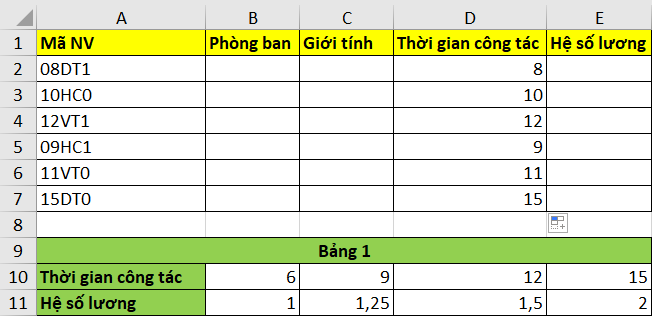 A B C D E
1 Mã NV Phòng ban Giới tính Thời gian công tác Hệ số lương
2 08DT1 8
3 10HC0 10
4 12VT1 12
5 09HC1 9
6 11VT0 11
7 15DT0 15
8
9 Bảng 1
10 Thời gian công tác 6 9 12 15
11 Hệ số lương 1 1,25 1,5 2